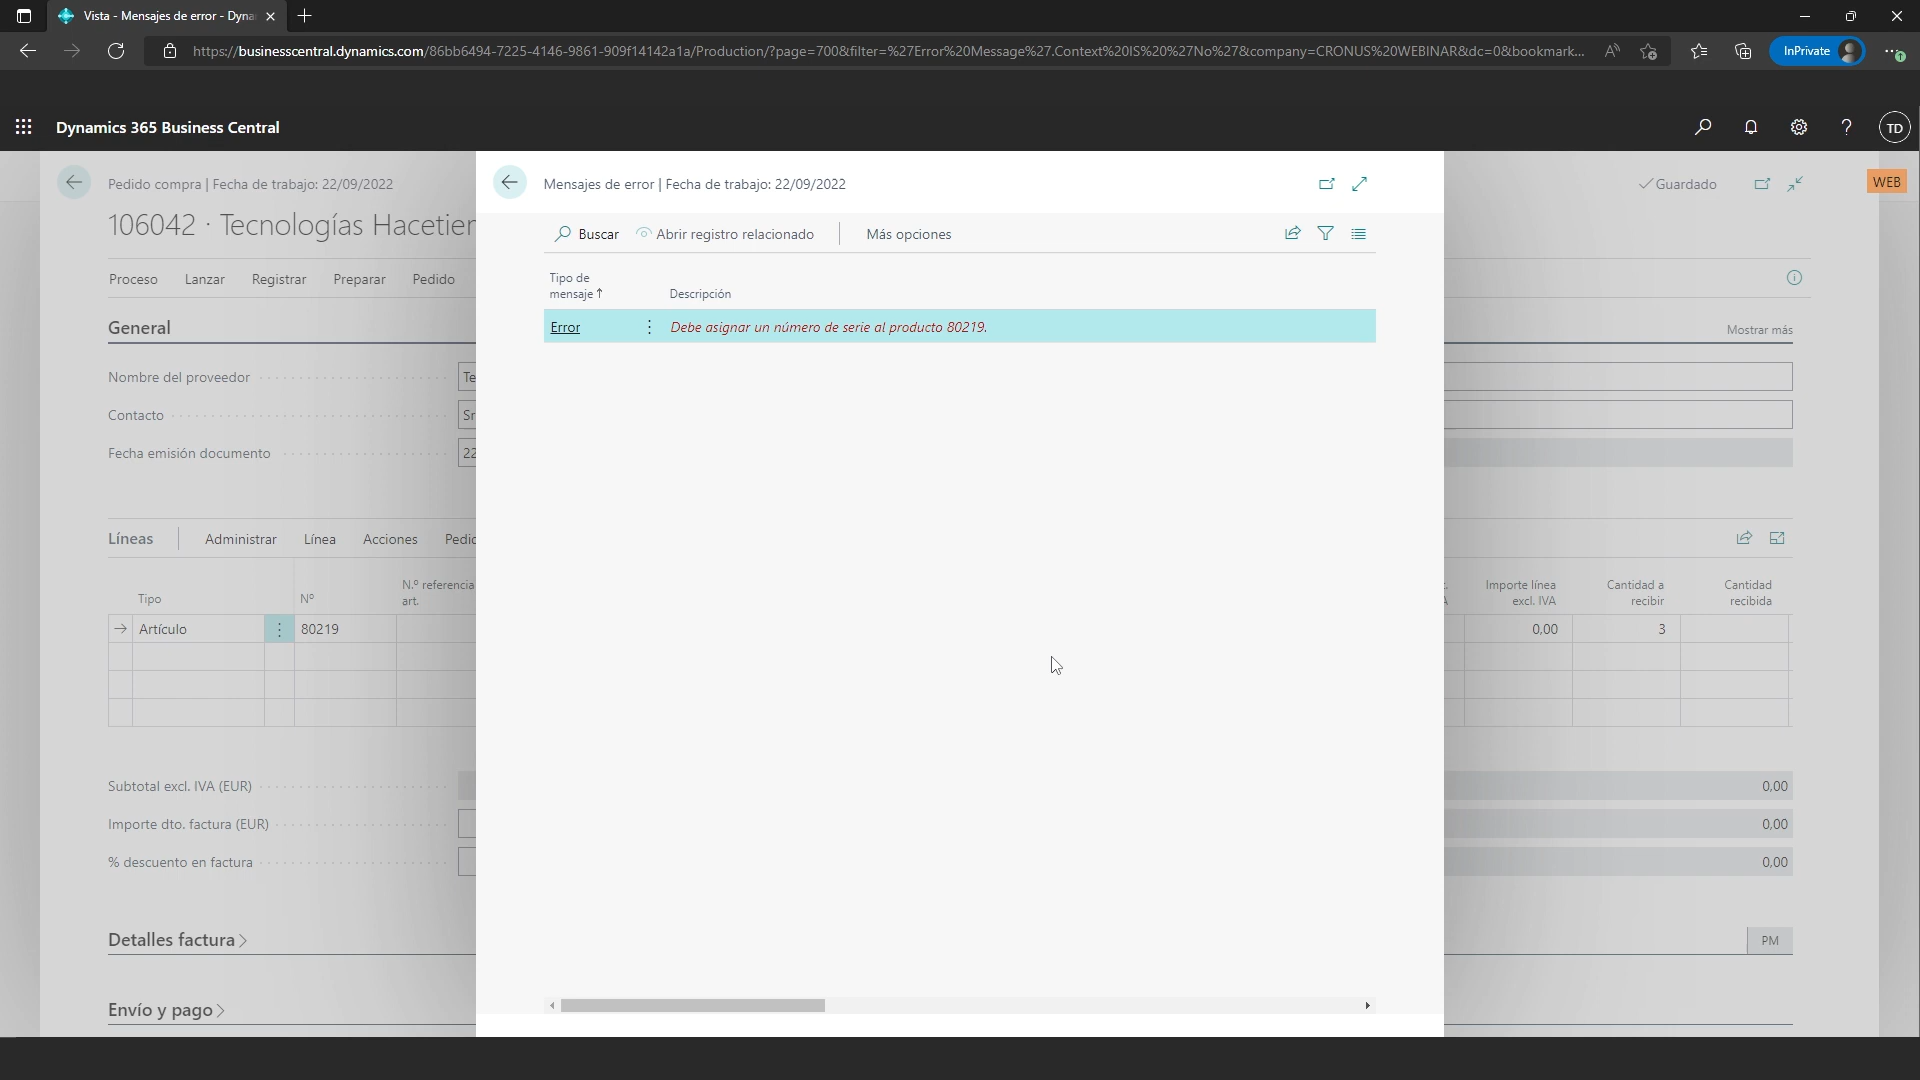 Vista - Mensajes de error - Dyna
https://businesscentral.dynamics.com/86bb6494-7225-4146-9861-909f14142a1a/Production/?page=700&filter=%27Error%20Message%27.Context%20IS%20%27No%27&company=CRONUS%20WEBINAR&dc=0&bookmark...
InPrivate
Dynamics 365 Business Central
TD
Pedido compra | Fecha de trabajo: 22/09/2022
Mensajes de error | Fecha de trabajo: 22/09/2022
Guardado
WEB
106042 · Tecnologías Hacetier
Buscar
Abrir registro relacionado
Más opciones
Proceso
Lanzar
Registrar
Preparar
Pedido
Tipo de
mensaje ↑
Descripción
General
Mostrar más
Error
Debe asignar un número de serie al producto 80219.
Nombre del proveedor
Te
Contacto
Sr
Fecha emisión documento
22
Líneas
Administrar
Línea
Acciones
Pedic
Tipo
Nº
N.º referencia
art.
Importe línea
excl. IVA
Cantidad a
recibir
Cantidad
recibida
Artículo
80219
0,00
3
Subtotal excl. IVA (EUR)
0,00
Importe dto. factura (EUR)
0,00
% descuento en factura
0,00
Detalles factura
PM
Envío y pago